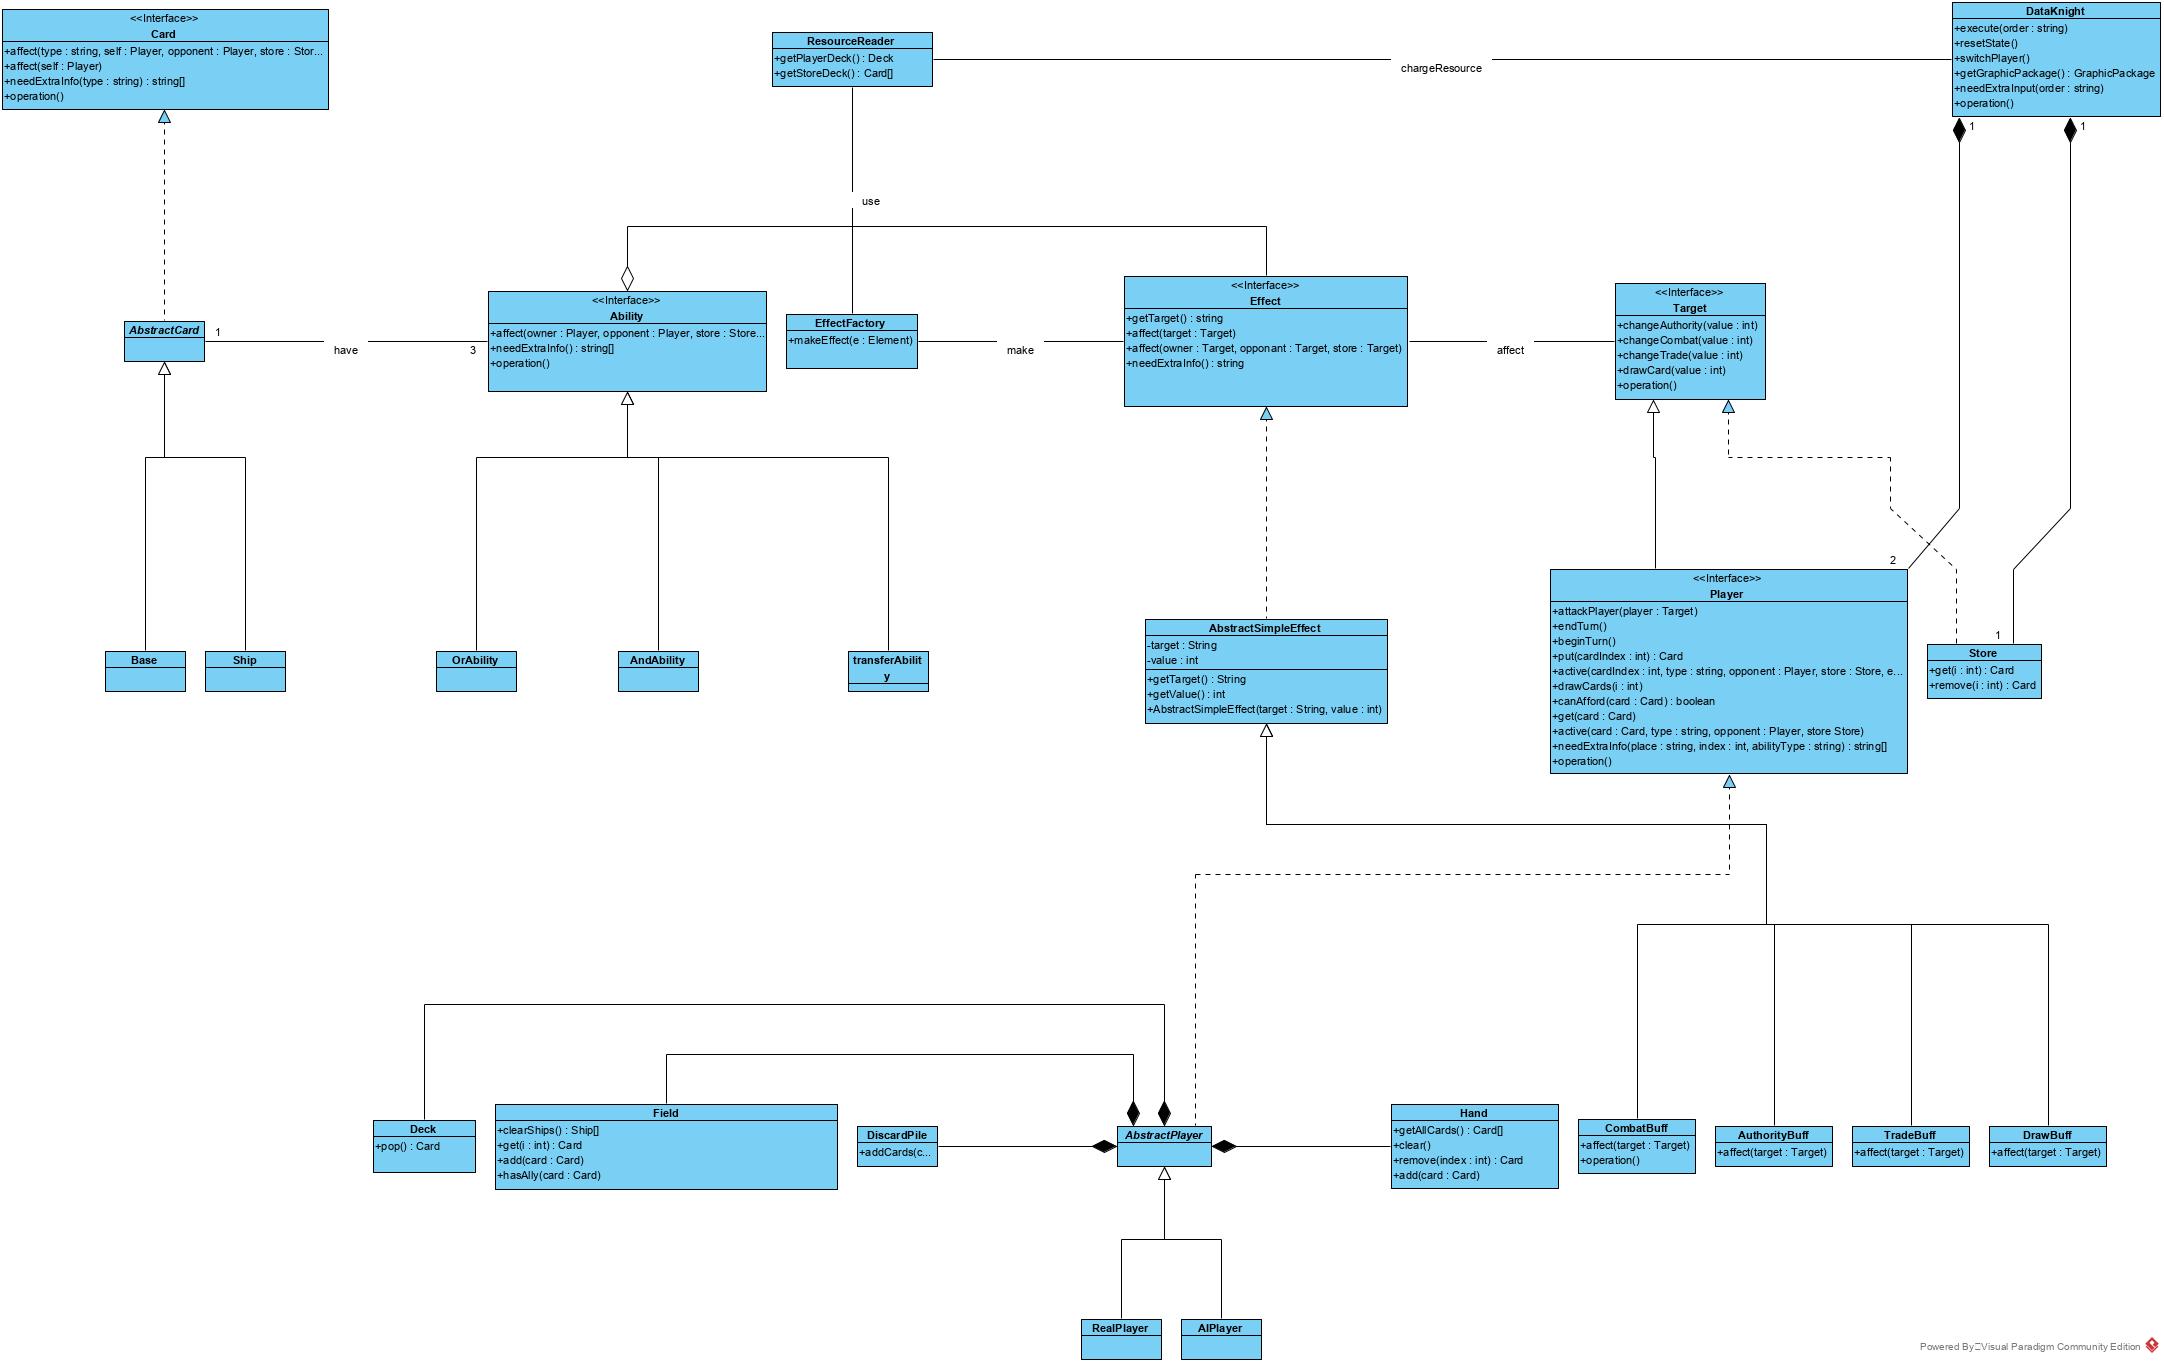 <<Interface>>
Card
+affect(type : string, self : Player, opponent : Player, store : Stor...
+affect(self : Player)
+needExtraInfo(type : string) : string[]
+operation()
ResourceReader
+getPlayerDeck() : Deck
+getStoreDeck() : Card[]
chargeResource
DataKnight
+execute(order : string)
+resetState()
+switchPlayer()
+getGraphicPackage() : GraphicPackage
+needExtraInput(order : string)
+operation()
1
1
use
AbstractCard
1
have
3
<<Interface>>
Ability
+affect(owner : Player, opponent : Player, store : Store...
+needExtraInfo() : string[]
+operation()
EffectFactory
+makeEffect(e : Element)
make
<<Interface>>
Effect
+getTarget() : string
+affect(target : Target)
+affect(owner : Target, opponant : Target, store : Target)
+needExtraInfo() : string
affect
<<Interface>>
Target
+changeAuthority(value : int)
+changeCombat(value : int)
+changeTrade(value : int)
+drawCard(value : int)
+operation()
2
1
Base
Ship
OrAbility
AndAbility
transferAbilit
y
AbstractSimpleEffect
-target : String
-value : int
+getTarget() : String
+getValue() : int
+AbstractSimpleEffect(target : String, value : int)
<<Interface>>
Player
+attackPlayer(player : Target)
+endTurn()
+beginTurn()
+put(cardIndex : int) : Card
+active(cardIndex : int, type : string, opponent : Player, store : Store, e...
+drawCards(i : int)
+canAfford(card : Card) : boolean
+get(card : Card)
+active(card : Card, type : string, opponent : Player, store Store)
+needExtraInfo(place : string, index : int, abilityType : string) : string[]
+operation()
Store
+get(i : int) : Card
+remove(i : int) : Card
Deck
+pop() : Card
Field
+clearShips() : Ship[]
+get(i : int) : Card
+add(card : Card)
+hasAlly(card : Card)
DiscardPile
+addCards(c...
AbstractPlayer
Hand
+getAllCards() : Card[]
+clear()
+remove(index : int) : Card
+add(card : Card)
CombatBuff
+affect(target : Target)
+operation()
AuthorityBuff
+affect(target : Target)
TradeBuff
+affect(target : Target)
DrawBuff
+affect(target : Target)
RealPlayer
AIPlayer
Powered By Visual Paradigm Community Edition